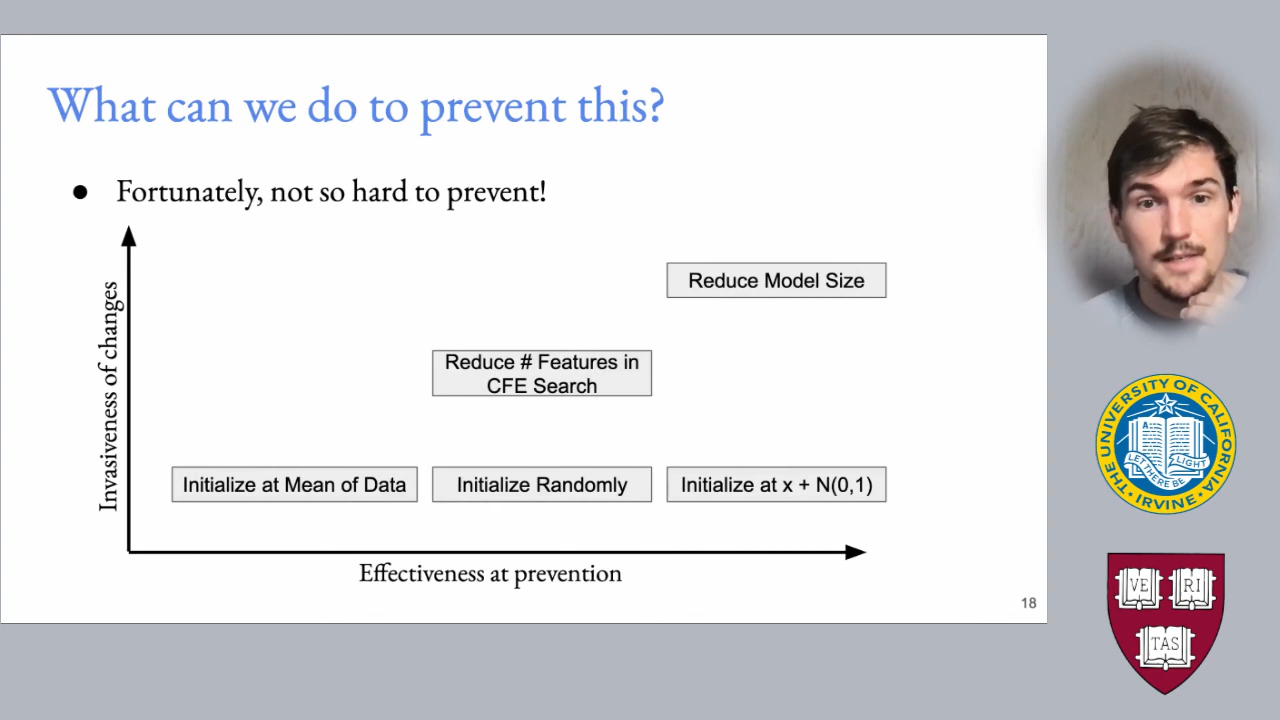 What can we do to prevent this?
● Fortunately, not so hard to prevent!
Invasiveness of changes
Reduce Model Size
Reduce # Features in
CFE Search
Initialize at Mean of Data
Initialize Randomly
Initialize at x + N(0,1)
Effectiveness at prevention
18
THE UNIVERSITY OF CALIFORNIA
LET THERE BE LIGHT
· IRVINE ·
VE RI
TAS